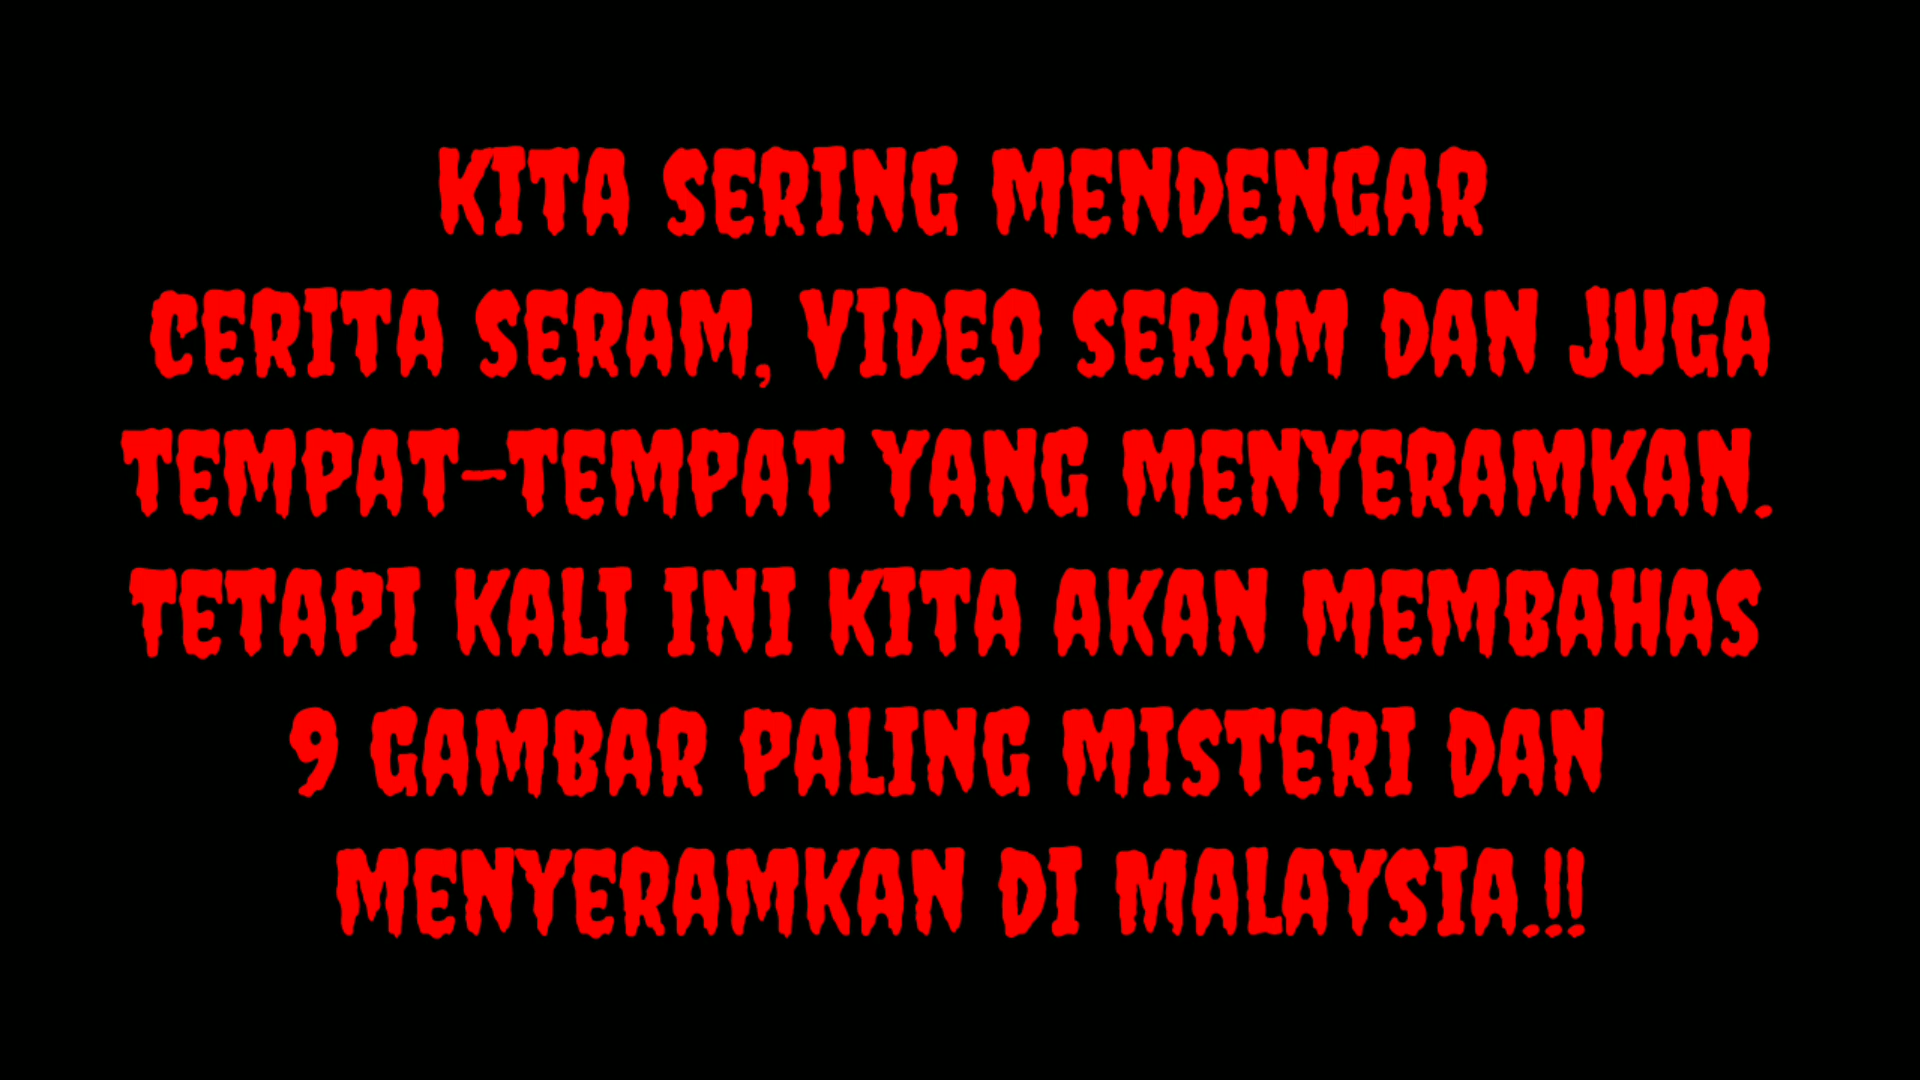 KITA SERING MENDENGAR
CERITA SERAM, VIDEO SERAM DAN JUGA
TEMPAT-TEMPAT YANG MENYERAMKAN.
TETAPI KALI INI KITA AKAN MEMBAHAS
9 GAMBAR PALING MISTERI DAN
MENYERAMKAN DI MALAYSIA.!!